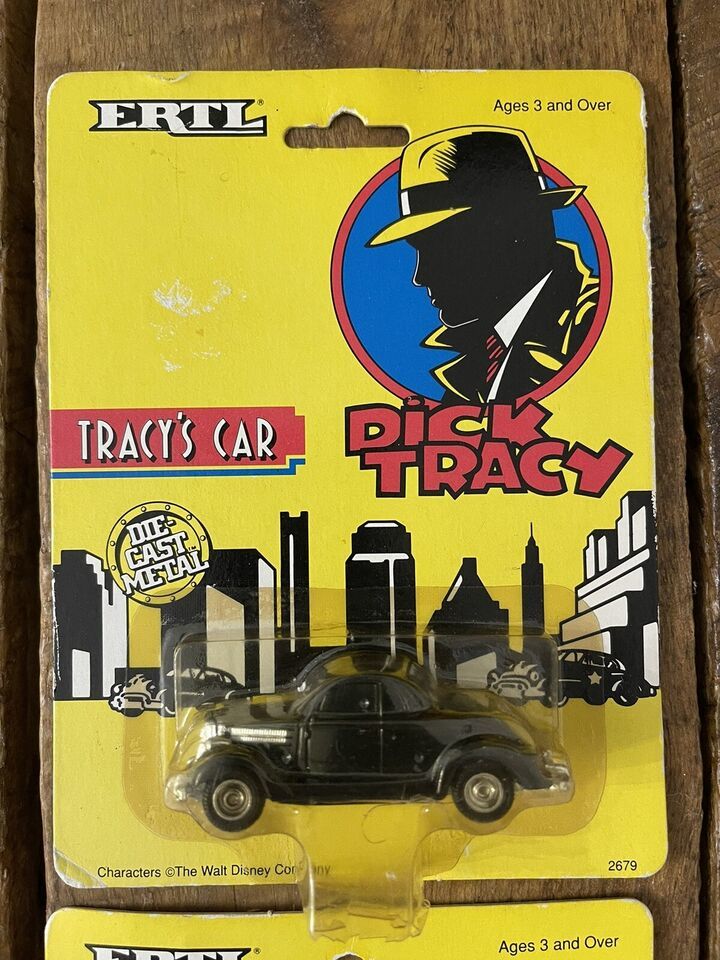 ERTL®
Ages 3 and Over
TRACY'S CAR
DICK
TRACY
DIE-
CAST
METAL™
Characters ©The Walt Disney Company
2679
ERTL®
Ages 3 and Over